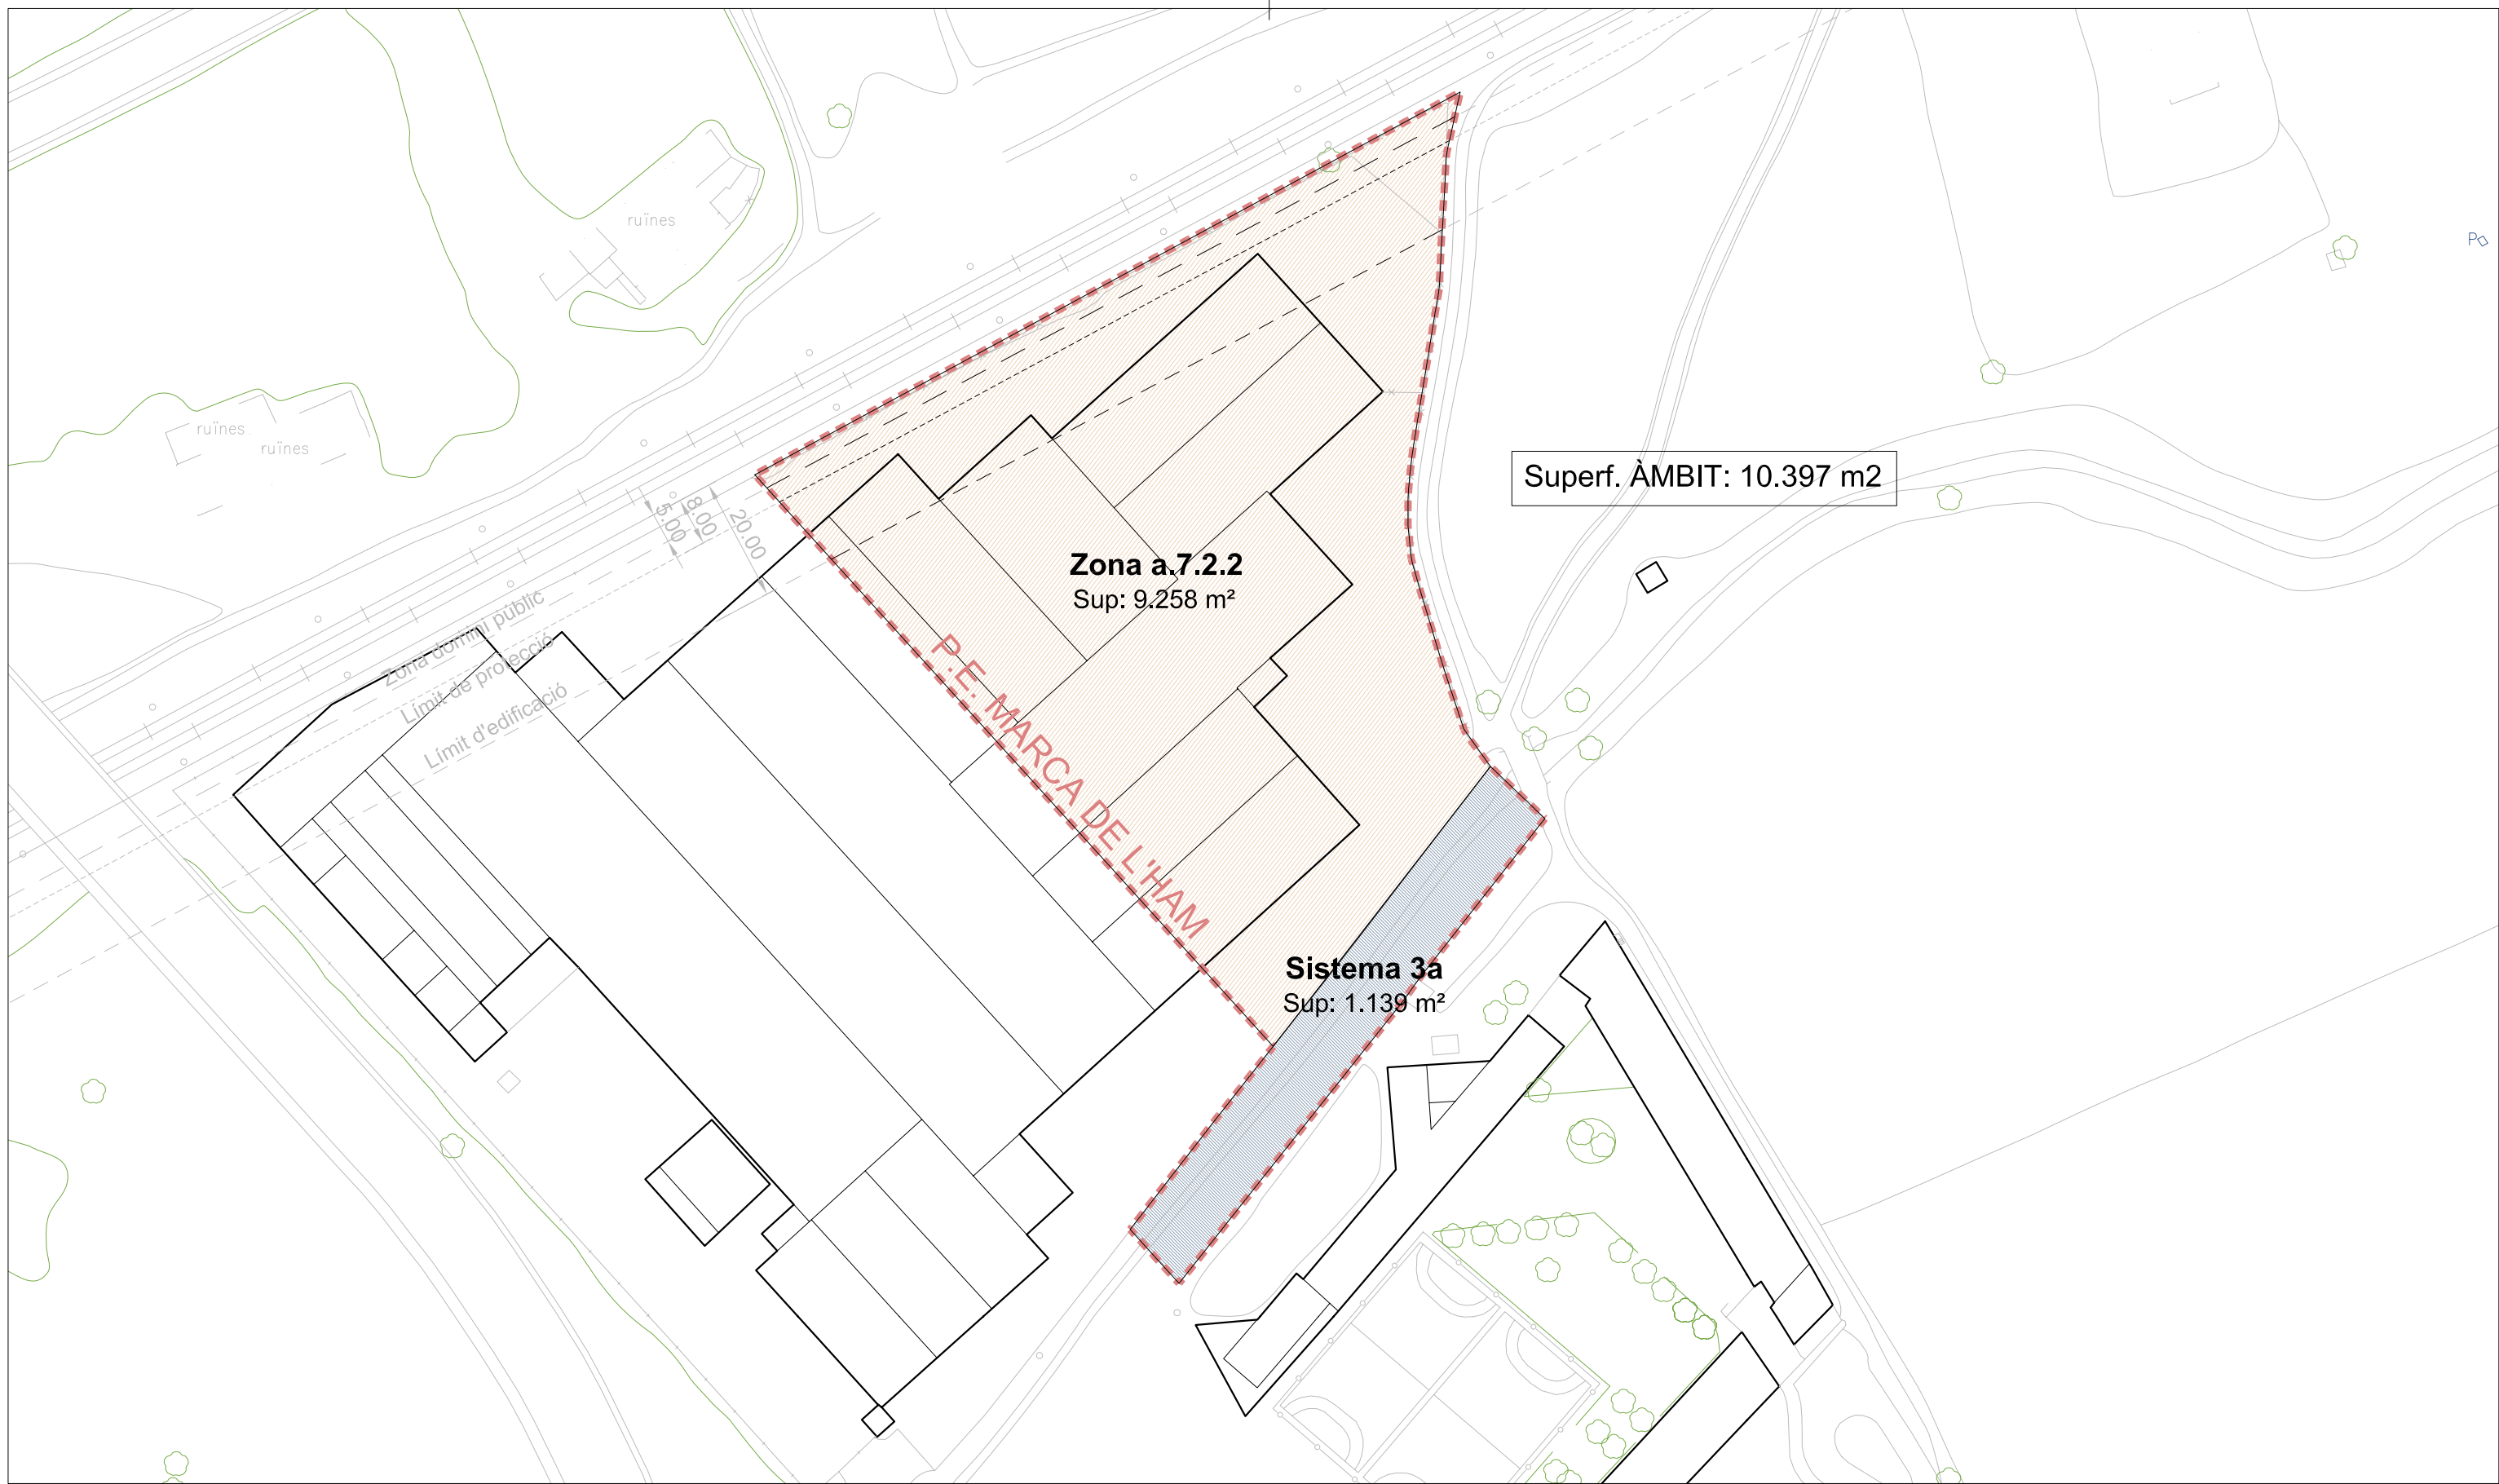 ruïnes
P
ruïnes
ruïnes
Superf. ÀMBIT: 10.397 m2
5.00
8.00
20.00
Zona a.7.2.2
Sup: 9.258 m²
Zona domini públic
Límit de protecció
Límit d'edificació
P.E. MARCA DE L'HAM
Sistema 3a
Sup: 1.139 m²